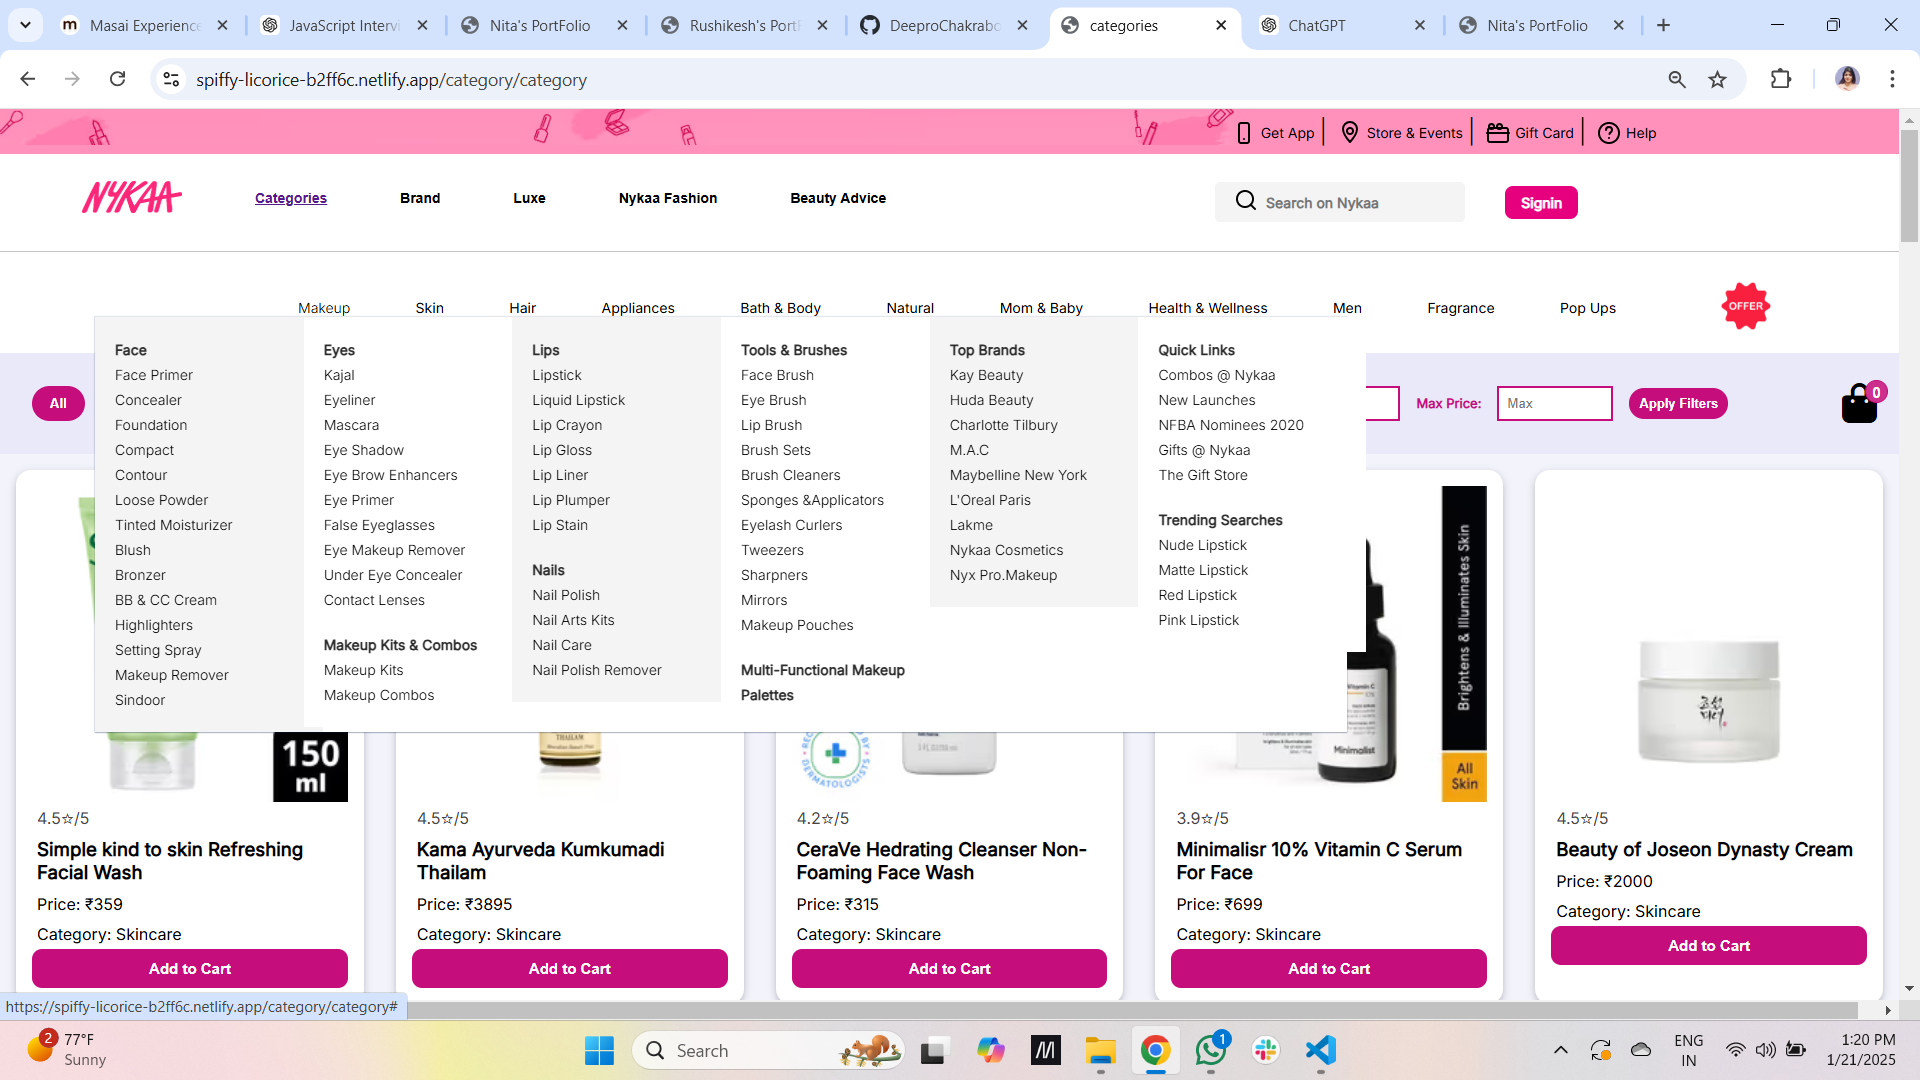 Masai Experience
JavaScript Intervi
Nita's PortFolio
Rushikesh's Portf
DeeproChakrabo
categories
ChatGPT
Nita's PortFolio
spiffy-licorice-b2ff6c.netlify.app/category/category
Get App
Store & Events
Gift Card
Help
NYKAA
Categories
Brand
Luxe
Nykaa Fashion
Beauty Advice
Search on Nykaa
Signin
Makeup
Skin
Hair
Appliances
Bath & Body
Natural
Mom & Baby
Health & Wellness
Men
Fragrance
Pop Ups
OFFER
All
Max Price:
Max
Apply Filters
0
Face
Face Primer
Concealer
Foundation
Compact
Contour
Loose Powder
Tinted Moisturizer
Blush
Bronzer
BB & CC Cream
Highlighters
Setting Spray
Makeup Remover
Sindoor
Eyes
Kajal
Eyeliner
Mascara
Eye Shadow
Eye Brow Enhancers
Eye Primer
False Eyeglasses
Eye Makeup Remover
Under Eye Concealer
Contact Lenses
Makeup Kits & Combos
Makeup Kits
Makeup Combos
Lips
Lipstick
Liquid Lipstick
Lip Crayon
Lip Gloss
Lip Liner
Lip Plumper
Lip Stain
Nails
Nail Polish
Nail Arts Kits
Nail Care
Nail Polish Remover
Tools & Brushes
Face Brush
Eye Brush
Lip Brush
Brush Sets
Brush Cleaners
Sponges &Applicators
Eyelash Curlers
Tweezers
Sharpners
Mirrors
Makeup Pouches
Multi-Functional Makeup
Palettes
Top Brands
Kay Beauty
Huda Beauty
Charlotte Tilbury
M.A.C
Maybelline New York
L'Oreal Paris
Lakme
Nykaa Cosmetics
Nyx Pro.Makeup
Quick Links
Combos @ Nykaa
New Launches
NFBA Nominees 2020
Gifts @ Nykaa
The Gift Store
Trending Searches
Nude Lipstick
Matte Lipstick
Red Lipstick
Pink Lipstick
150
ml
THAILAM
DERMATOLOGISTS
Vitamin C
Minimalist
Brightens & Illuminates Skin
All
Skin
조선
미녀
4.5☆/5
Simple kind to skin Refreshing
Facial Wash
Price: ₹359
Category: Skincare
Add to Cart
4.5☆/5
Kama Ayurveda Kumkumadi
Thailam
Price: ₹3895
Category: Skincare
Add to Cart
4.2☆/5
CeraVe Hedrating Cleanser Non-
Foaming Face Wash
Price: ₹315
Category: Skincare
Add to Cart
3.9☆/5
Minimalisr 10% Vitamin C Serum
For Face
Price: ₹699
Category: Skincare
Add to Cart
4.5☆/5
Beauty of Joseon Dynasty Cream
Price: ₹2000
Category: Skincare
Add to Cart
https://spiffy-licorice-b2ff6c.netlify.app/category/category#
2
77°F
Sunny
Search
1
ENG
IN
1:20 PM
1/21/2025